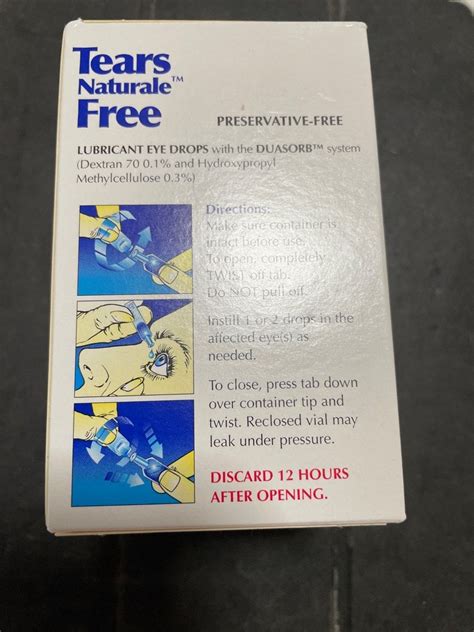 Tears
Naturale™
Free
PRESERVATIVE-FREE
LUBRICANT EYE DROPS with the DUASORB™ system
(Dextran 70 0.1% and Hydroxypropyl
Methylcellulose 0.3%)
Directions:
Make sure container is
intact before use.
To open, completely
TWIST off tab.
Do NOT pull off.
Instill 1 or 2 drops in the
affected eye(s) as
needed.
To close, press tab down
over container tip and
twist. Reclosed vial may
leak under pressure.
DISCARD 12 HOURS
AFTER OPENING.